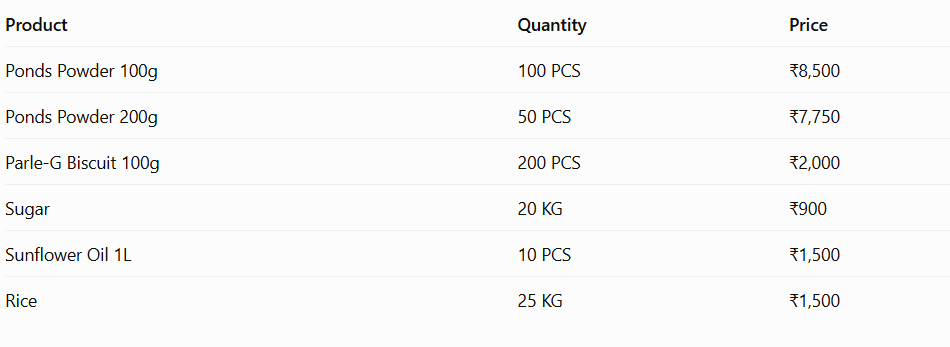 Product Quantity Price
Ponds Powder 100g 100 PCS ₹8,500
Ponds Powder 200g 50 PCS ₹7,750
Parle-G Biscuit 100g 200 PCS ₹2,000
Sugar 20 KG ₹900
Sunflower Oil 1L 10 PCS ₹1,500
Rice 25 KG ₹1,500